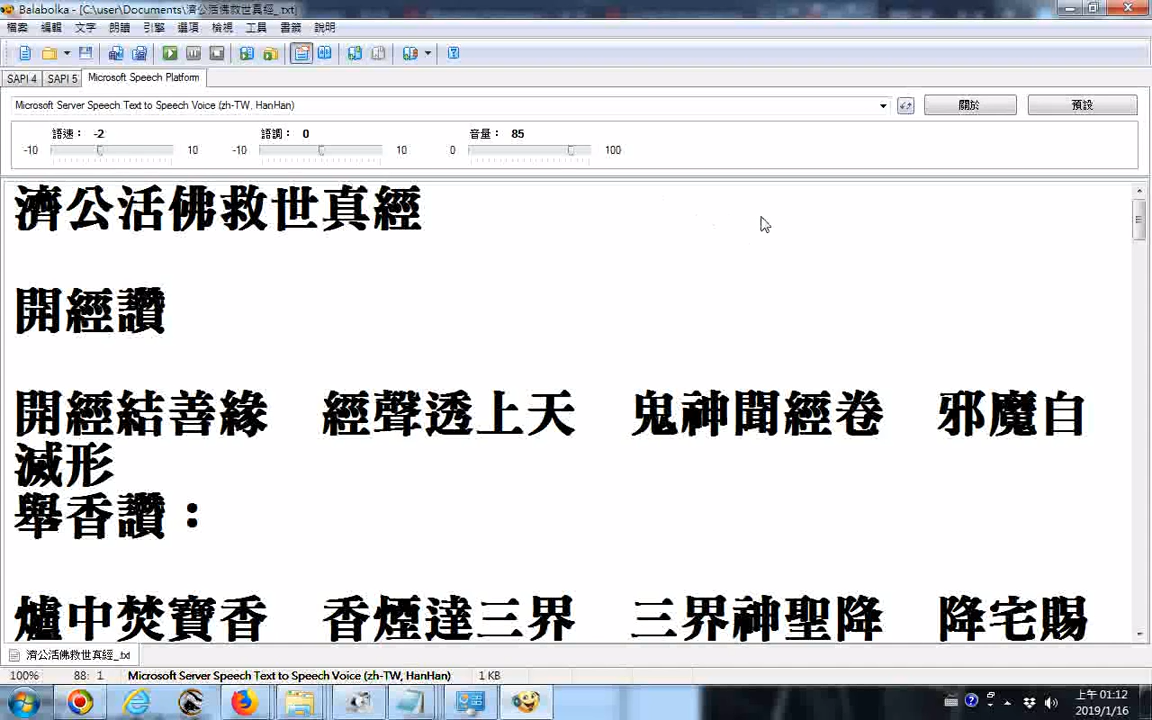 Balabolka - [C:\user\Documents\濟公活佛救世真經_.txt]
檔案 編輯 文字 朗讀 引擎 選項 檢視 工具 書籤 說明
SAPI 4 SAPI 5 Microsoft Speech Platform
Microsoft Server Speech Text to Speech Voice (zh-TW, HanHan) 關於 預設
語速： -2 語調： 0 音量： 85
-10 10 -10 10 0 100
濟公活佛救世真經
開經讚
開經結善緣 經聲透上天 鬼神聞經卷 邪魔自
滅形
舉香讚：
爐中焚寶香 香煙達三界 三界神聖降 降宅賜
濟公活佛救世真經_.txt
100% 88: 1 Microsoft Server Speech Text to Speech Voice (zh-TW, HanHan) 1 KB
上午 01:12
2019/1/16